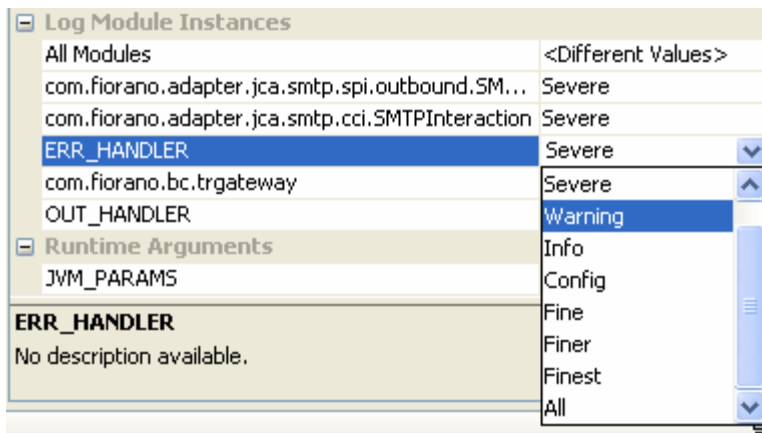 Log Module Instances
All Modules <Different Values>
com.fiorano.adapter.jca.smtp.spi.outbound.SM... Severe
com.fiorano.adapter.jca.smtp.cci.SMTPInteraction Severe
ERR_HANDLER Severe
com.fiorano.bc.trgateway Severe
OUT_HANDLER Warning
Runtime Arguments Info
JVM_PARAMS Config
ERR_HANDLER Fine
No description available. Finer
Finest
All